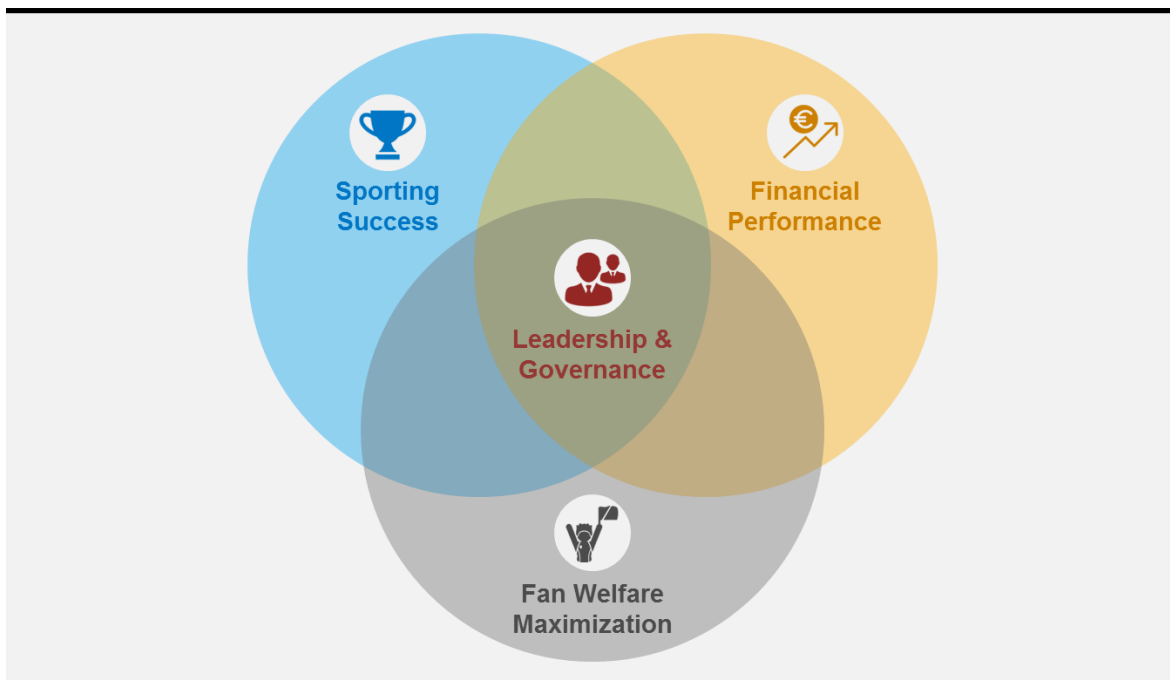 Sporting
Success
Financial
Performance
Leadership &
Governance
Fan Welfare
Maximization